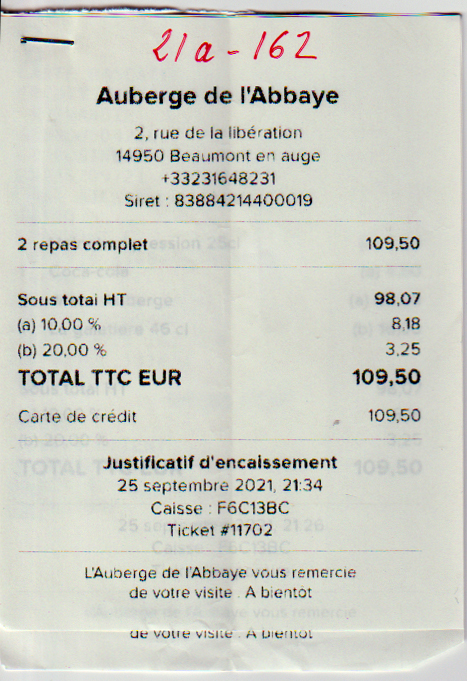 21a-162
Auberge de l'Abbaye
2, rue de la libération
14950 Beaumont en auge
+33231648231
Siret : 83884214400019
2 repas complet 109,50
Sous total HT 98,07
(a) 10,00 % 8,18
(b) 20,00 % 3,25
TOTAL TTC EUR 109,50
Carte de crédit 109,50
Justificatif d'encaissement
25 septembre 2021, 21:34
Caisse : F6C13BC
Ticket #11702
L'Auberge de l'Abbaye vous remercie
de votre visite . A bientôt
de votre visite . A bientôt